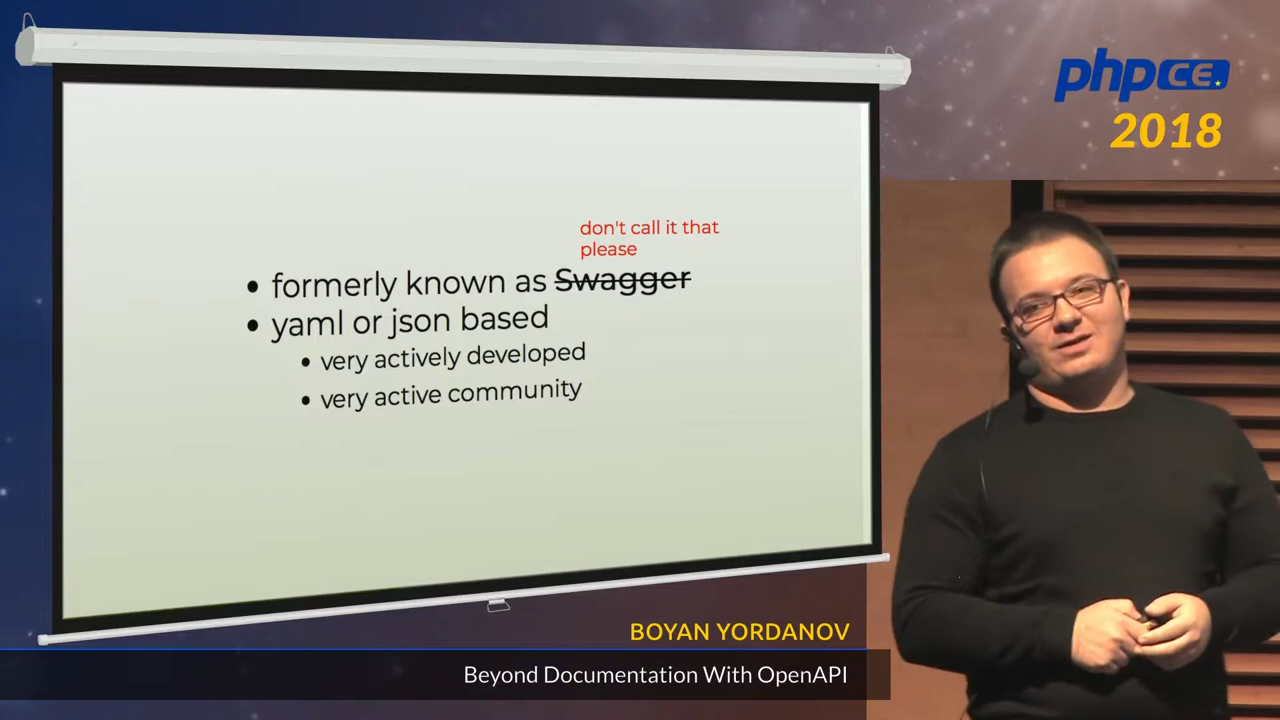 phpCE.
2018
don't call it that
please
formerly known as Swagger
yaml or json based
very actively developed
very active community
BOYAN YORDANOV
Beyond Documentation With OpenAPI